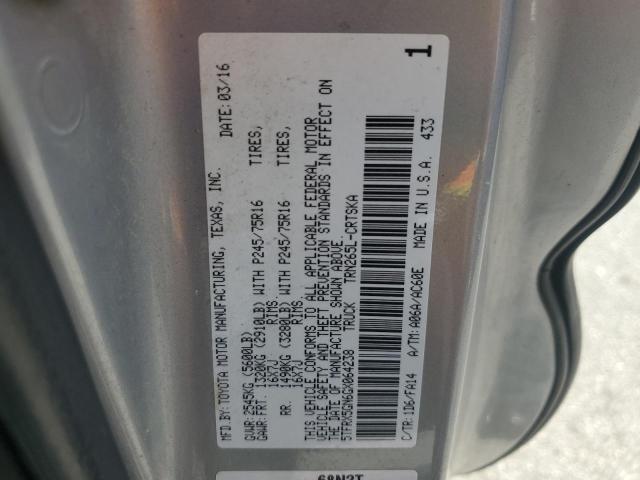 MFD.BY: TOYOTA MOTOR MANUFACTURING, TEXAS, INC. DATE: 03/16
GVWR: 2545KG (5600LB)
GAWR: FRT. 1320KG (2910LB) WITH P245/75R16 TIRES,
16X7J RIMS.
RR. 1490KG (3280LB) WITH P245/75R16 TIRES,
16X7J RIMS.
THIS VEHICLE CONFORMS TO ALL APPLICABLE FEDERAL MOTOR
VEHICLE SAFETY AND THEFT PREVENTION STANDARDS IN EFFECT ON
THE DATE OF MANUFACTURE SHOWN ABOVE.
5TFRX5GN6GX064238 TRUCK TRN265L-CRTSKA
C/TR: 1D6/FA14 A/TM: A06A/AC60E MADE IN U.S.A. 433
1